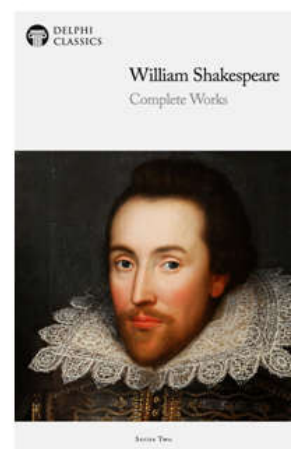 DELPHI
CLASSICS
William Shakespeare
Complete Works
Series Two